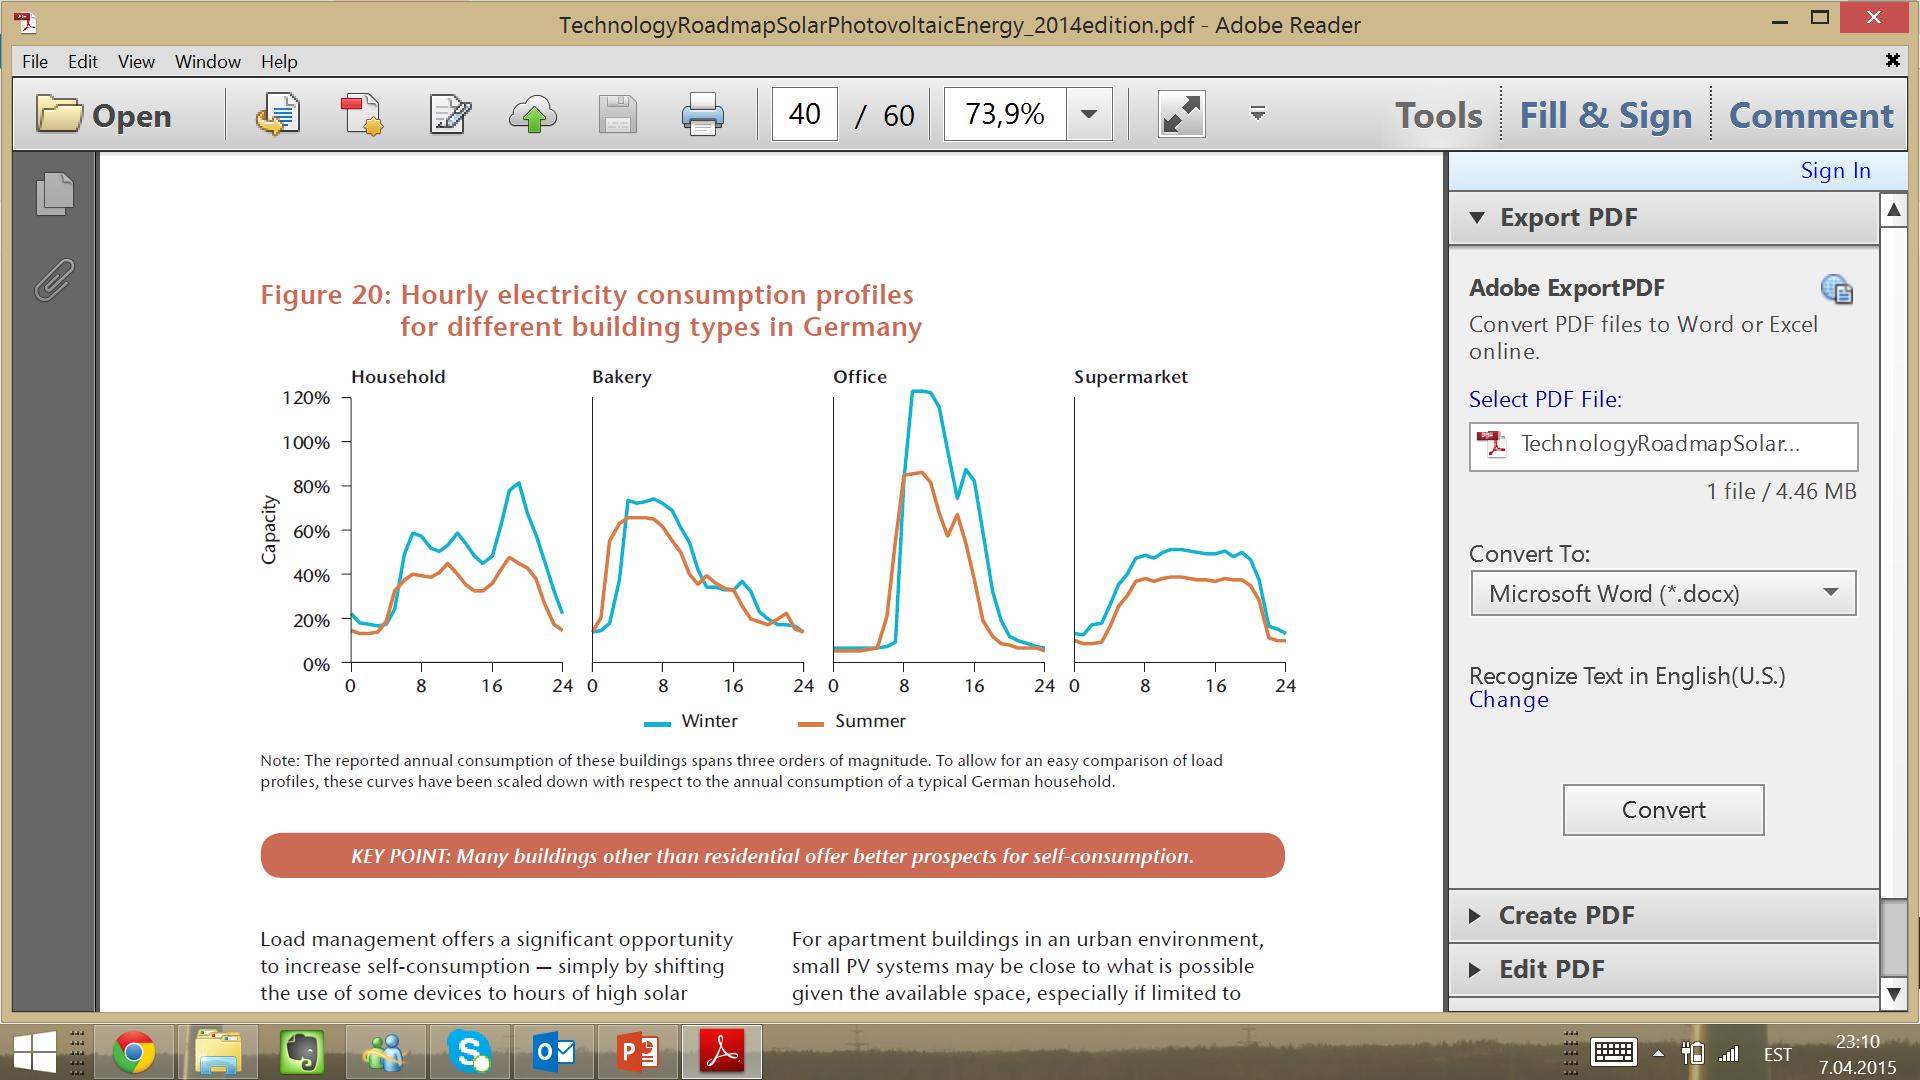 TechnologyRoadmapSolarPhotovoltaicEnergy_2014edition.pdf - Adobe Reader
File Edit View Window Help
Open 40 / 60 73,9% Tools Fill & Sign Comment
Sign In
Export PDF
Adobe ExportPDF
Convert PDF files to Word or Excel
online.
Select PDF File:
TechnologyRoadmapSolar...
1 file / 4.46 MB
Convert To:
Microsoft Word (*.docx)
Recognize Text in English(U.S.)
Change
Convert
Create PDF
Edit PDF
Figure 20: Hourly electricity consumption profiles
for different building types in Germany
Household Bakery Office Supermarket
Capacity
120%
100%
80%
60%
40%
20%
0%
0 8 16 24 0 8 16 24 0 8 16 24 0 8 16 24
Winter Summer
Note: The reported annual consumption of these buildings spans three orders of magnitude. To allow for an easy comparison of load
profiles, these curves have been scaled down with respect to the annual consumption of a typical German household.
KEY POINT: Many buildings other than residential offer better prospects for self-consumption.
Load management offers a significant opportunity
to increase self-consumption — simply by shifting
the use of some devices to hours of high solar
For apartment buildings in an urban environment,
small PV systems may be close to what is possible
given the available space, especially if limited to
EST
23:10
7.04.2015